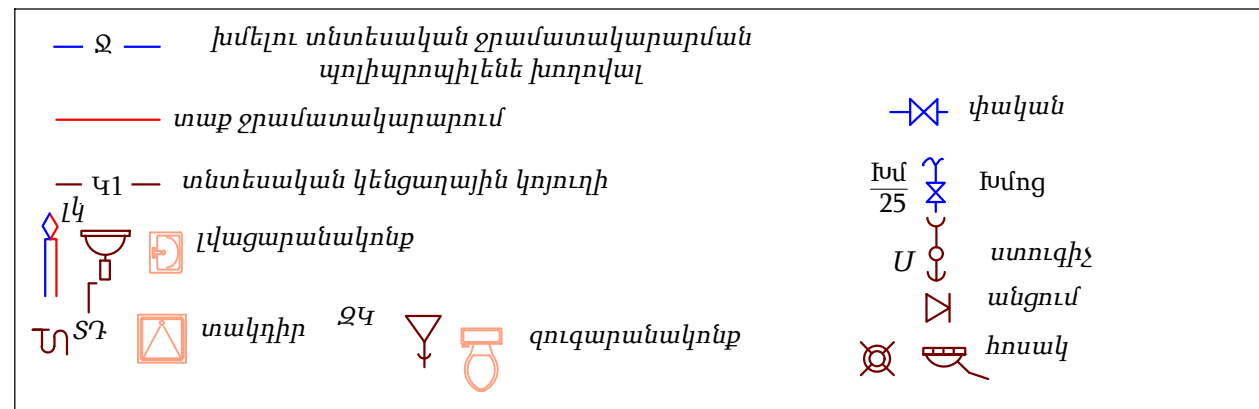 Ջ խմելու տնտեսական ջրամատակարարման
պոլիպրոպիլենե խողովալ
տաք ջրամատակարարում
Կ1 տնտեսական կենցաղային կոյուղի
լկ լվացարանակոնք
ՏԴ տակդիր
ԶԿ զուգարանակոնք
փական
Խմ
25 Խմոց
Ս ստուգիչ
անցում
հոսակ